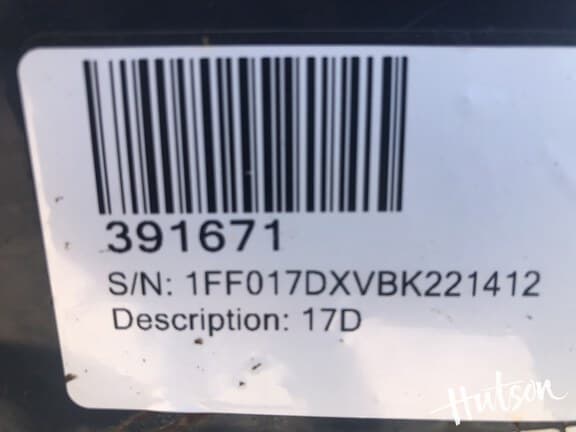 391671
S/N: 1FF017DXVBK221412
Description: 17D
Hutson